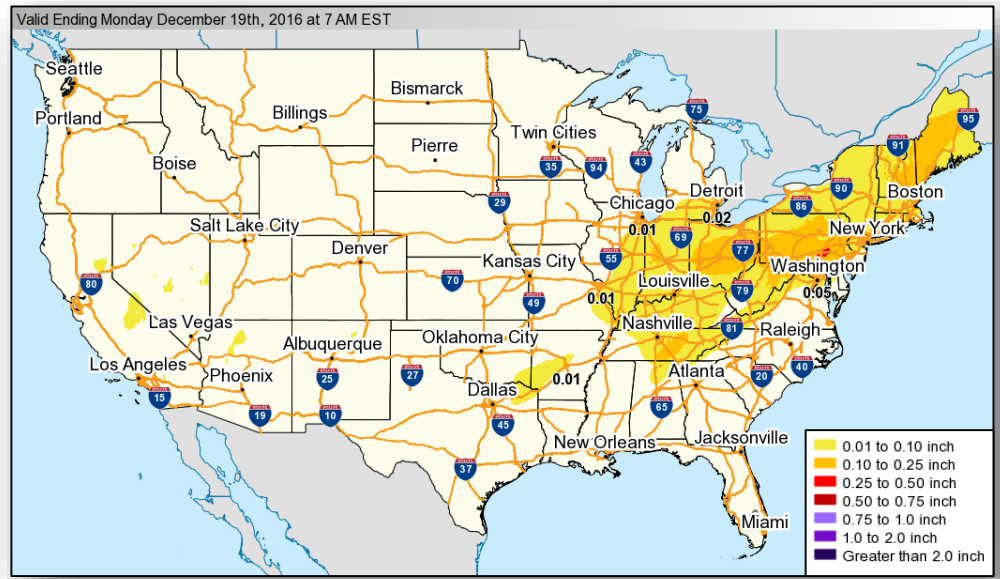 Valid Ending Monday December 19th, 2016 at 7 AM EST
Seattle
Portland
Boise
Billings
Bismarck
Pierre
Twin Cities
75
95
91
35
94
43
90
Detroit
Boston
86
29
Chicago
0.02
0.01
Salt Lake City
New York
69
77
Denver
55
Kansas City
Washington
80
70
Louisville
79
0.05
49
0.01
Las Vegas
Nashville
81
Raleigh
Oklahoma City
Albuquerque
Los Angeles
Phoenix
25
27
0.01
Atlanta
20
40
15
Dallas
65
19
10
45
New Orleans
Jacksonville
37
Miami
0.01 to 0.10 inch
0.10 to 0.25 inch
0.25 to 0.50 inch
0.50 to 0.75 inch
0.75 to 1.0 inch
1.0 to 2.0 inch
Greater than 2.0 inch